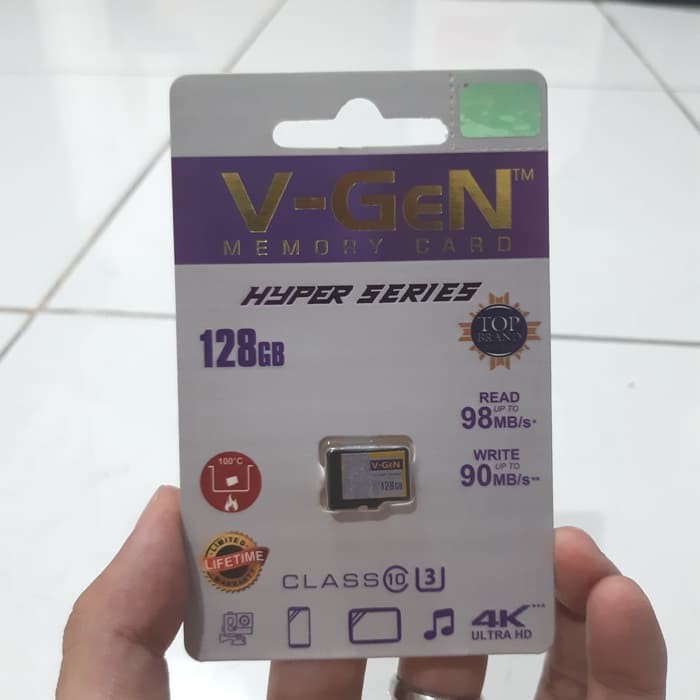 V-GeN™
MEMORY CARD
HYPER SERIES
TOP
BRAND
128GB
READ
UP TO
98MB/s*
WRITE
UP TO
90MB/s**
100°C
V-GeN
128GB
LIMITED
LIFETIME
WARRANTY
CLASS 10 U3
4K***
ULTRA HD